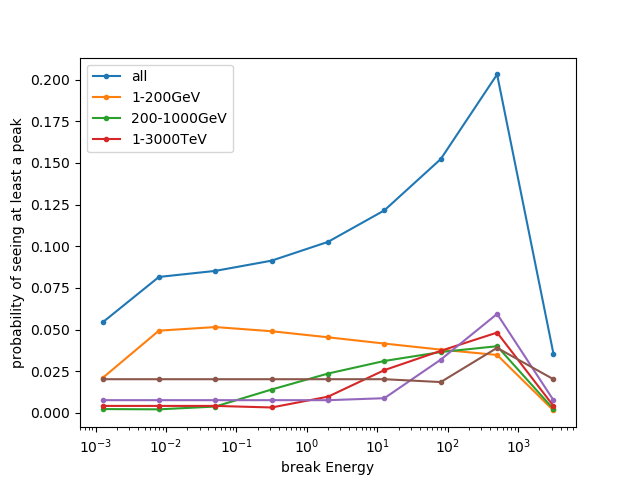 0.200
0.175
0.150
0.125
0.100
0.075
0.050
0.025
0.000
probability of seeing at least a peak
all
1-200GeV
200-1000GeV
1-3000TeV
10⁻³
10⁻²
10⁻¹
10⁰
10¹
10²
10³
break Energy